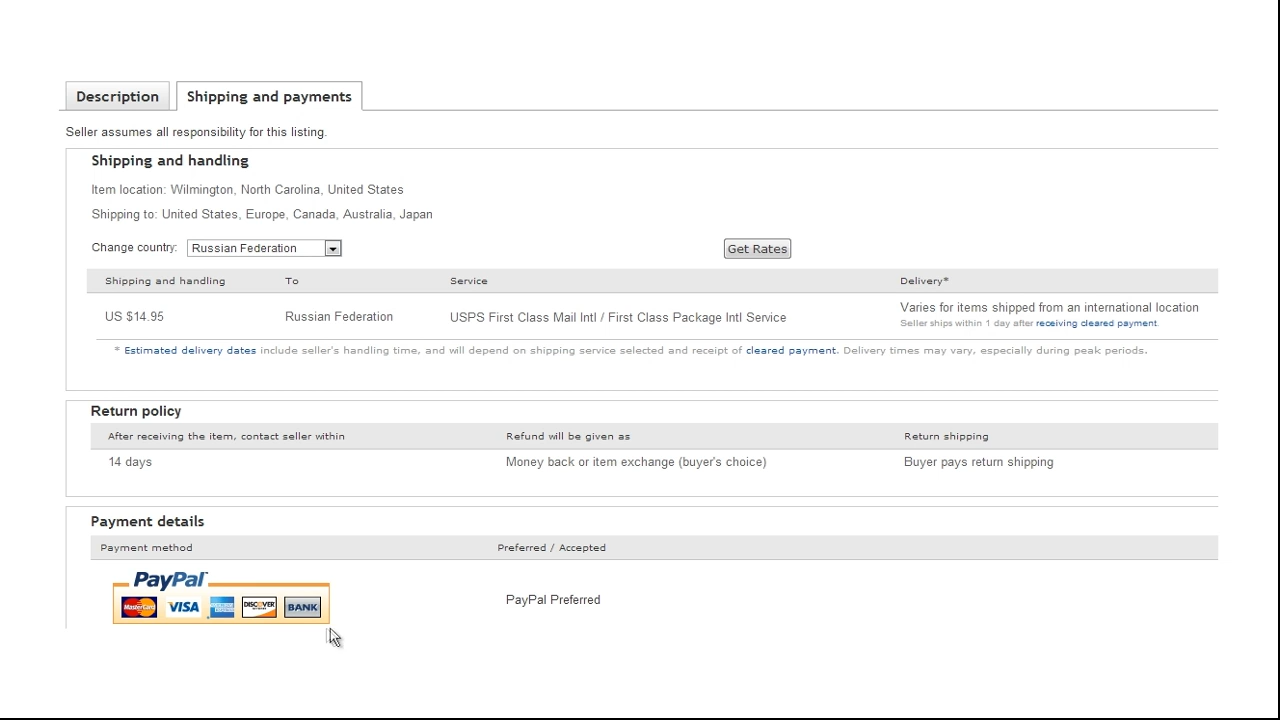 Description
Shipping and payments
Seller assumes all responsibility for this listing.
Shipping and handling
Item location: Wilmington, North Carolina, United States
Shipping to: United States, Europe, Canada, Australia, Japan
Change country: Russian Federation Get Rates
Shipping and handling To Service Delivery*
US $14.95 Russian Federation USPS First Class Mail Intl / First Class Package Intl Service Varies for items shipped from an international location
Seller ships within 1 day after receiving cleared payment.
* Estimated delivery dates include seller's handling time, and will depend on shipping service selected and receipt of cleared payment. Delivery times may vary, especially during peak periods.
Return policy
After receiving the item, contact seller within Refund will be given as Return shipping
14 days Money back or item exchange (buyer's choice) Buyer pays return shipping
Payment details
Payment method Preferred / Accepted
PayPal
MasterCard VISA DISCOVER BANK
PayPal Preferred